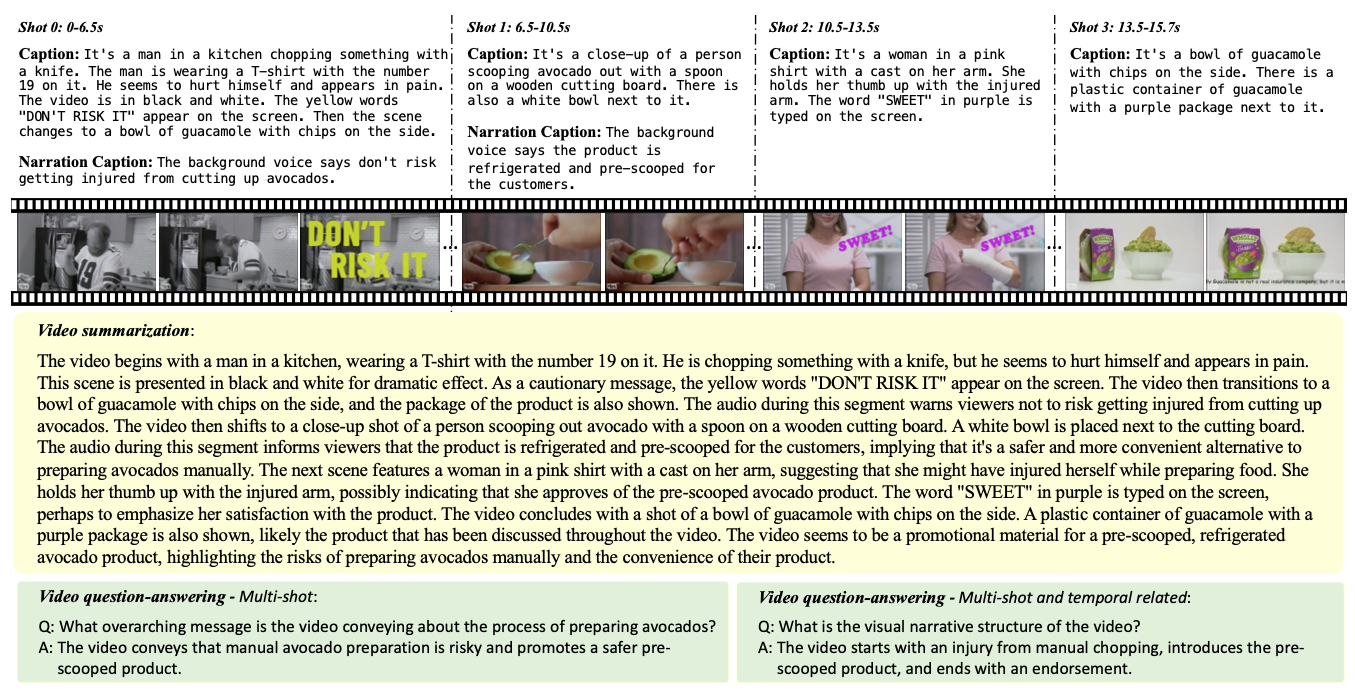 Shot 0: 0-6.5s
Caption: It's a man in a kitchen chopping something with
a knife. The man is wearing a T-shirt with the number
19 on it. He seems to hurt himself and appears in pain.
The video is in black and white. The yellow words
"DON'T RISK IT" appear on the screen. Then the scene
changes to a bowl of guacamole with chips on the side.
Narration Caption: The background voice says don't risk
getting injured from cutting up avocados.
Shot 1: 6.5-10.5s
Caption: It's a close-up of a person
scooping avocado out with a spoon
on a wooden cutting board. There is
also a white bowl next to it.
Narration Caption: The background
voice says the product is
refrigerated and pre-scooped for
the customers.
Shot 2: 10.5-13.5s
Caption: It's a woman in a pink
shirt with a cast on her arm. She
holds her thumb up with the injured
arm. The word "SWEET" in purple is
typed on the screen.
Shot 3: 13.5-15.7s
Caption: It's a bowl of guacamole
with chips on the side. There is a
plastic container of guacamole
with a purple package next to it.
19
DON'T
RISK IT
...
...
SWEET!
SWEET!
...
WHOLLY
WHOLLY
Guacamole is not a real insurance company, but it is
Video summarization:
The video begins with a man in a kitchen, wearing a T-shirt with the number 19 on it. He is chopping something with a knife, but he seems to hurt himself and appears in pain.
This scene is presented in black and white for dramatic effect. As a cautionary message, the yellow words "DON'T RISK IT" appear on the screen. The video then transitions to a
bowl of guacamole with chips on the side, and the package of the product is also shown. The audio during this segment warns viewers not to risk getting injured from cutting up
avocados. The video then shifts to a close-up shot of a person scooping out avocado with a spoon on a wooden cutting board. A white bowl is placed next to the cutting board.
The audio during this segment informs viewers that the product is refrigerated and pre-scooped for the customers, implying that it's a safer and more convenient alternative to
preparing avocados manually. The next scene features a woman in a pink shirt with a cast on her arm, suggesting that she might have injured herself while preparing food. She
holds her thumb up with the injured arm, possibly indicating that she approves of the pre-scooped avocado product. The word "SWEET" in purple is typed on the screen,
perhaps to emphasize her satisfaction with the product. The video concludes with a shot of a bowl of guacamole with chips on the side. A plastic container of guacamole with a
purple package is also shown, likely the product that has been discussed throughout the video. The video seems to be a promotional material for a pre-scooped, refrigerated
avocado product, highlighting the risks of preparing avocados manually and the convenience of their product.
Video question-answering - Multi-shot:
Q: What overarching message is the video conveying about the process of preparing avocados?
A: The video conveys that manual avocado preparation is risky and promotes a safer pre-
scooped product.
Video question-answering - Multi-shot and temporal related:
Q: What is the visual narrative structure of the video?
A: The video starts with an injury from manual chopping, introduces the pre-
scooped product, and ends with an endorsement.